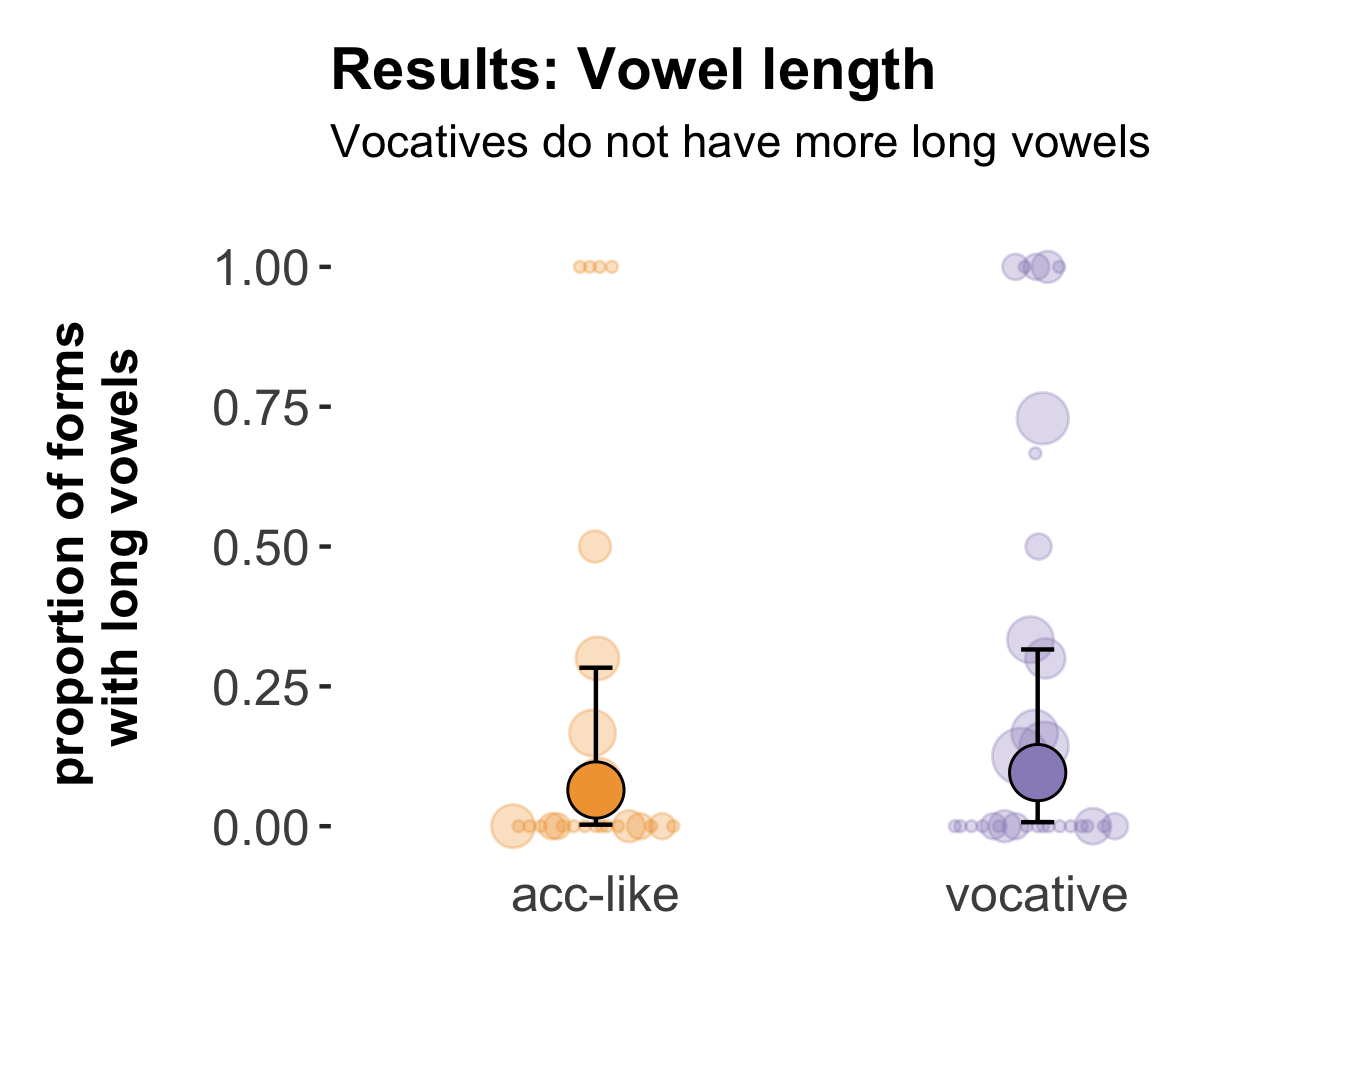 Results: Vowel length
Vocatives do not have more long vowels
proportion of forms
with long vowels
1.00
0.75
0.50
0.25
0.00
acc-like vocative